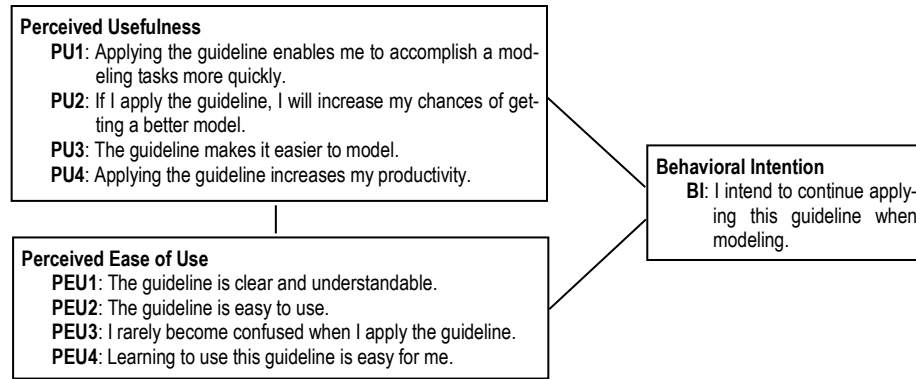 Perceived Usefulness
PU1: Applying the guideline enables me to accomplish a mod-
eling tasks more quickly.
PU2: If I apply the guideline, I will increase my chances of get-
ting a better model.
PU3: The guideline makes it easier to model.
PU4: Applying the guideline increases my productivity.
Perceived Ease of Use
PEU1: The guideline is clear and understandable.
PEU2: The guideline is easy to use.
PEU3: I rarely become confused when I apply the guideline.
PEU4: Learning to use this guideline is easy for me.
Behavioral Intention
BI: I intend to continue apply-
ing this guideline when
modeling.